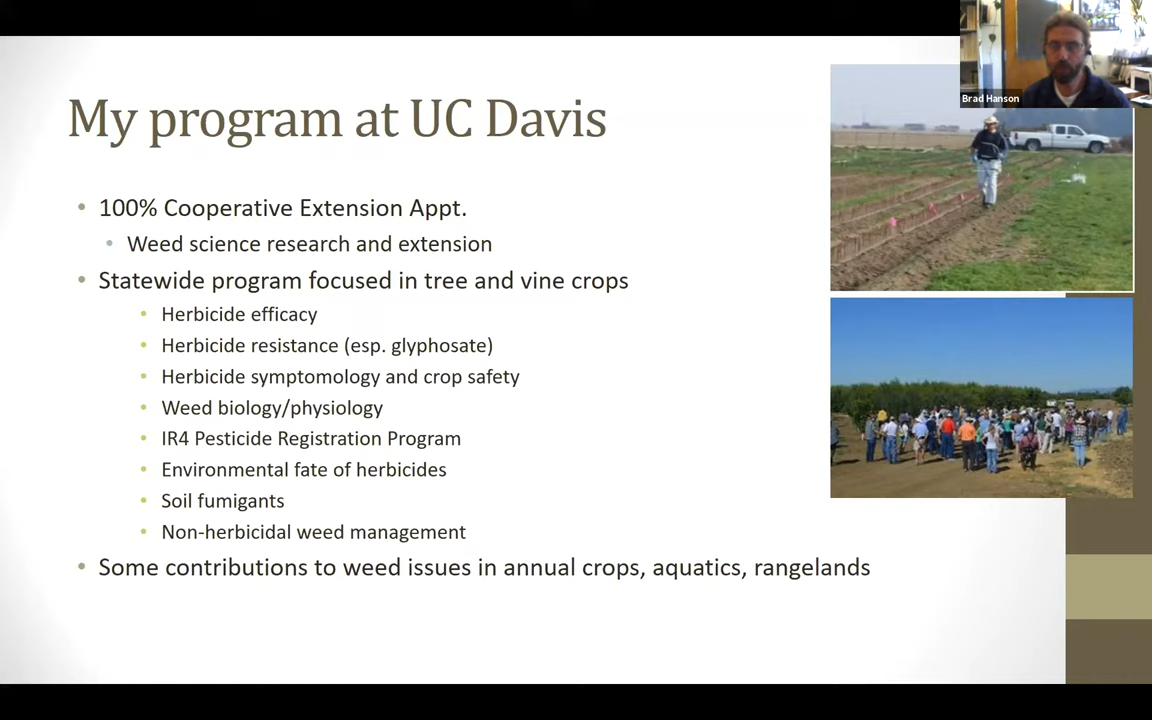 Brad Hanson
My program at UC Davis
• 100% Cooperative Extension Appt.
• Weed science research and extension
• Statewide program focused in tree and vine crops
• Herbicide efficacy
• Herbicide resistance (esp. glyphosate)
• Herbicide symptomology and crop safety
• Weed biology/physiology
• IR4 Pesticide Registration Program
• Environmental fate of herbicides
• Soil fumigants
• Non-herbicidal weed management
• Some contributions to weed issues in annual crops, aquatics, rangelands